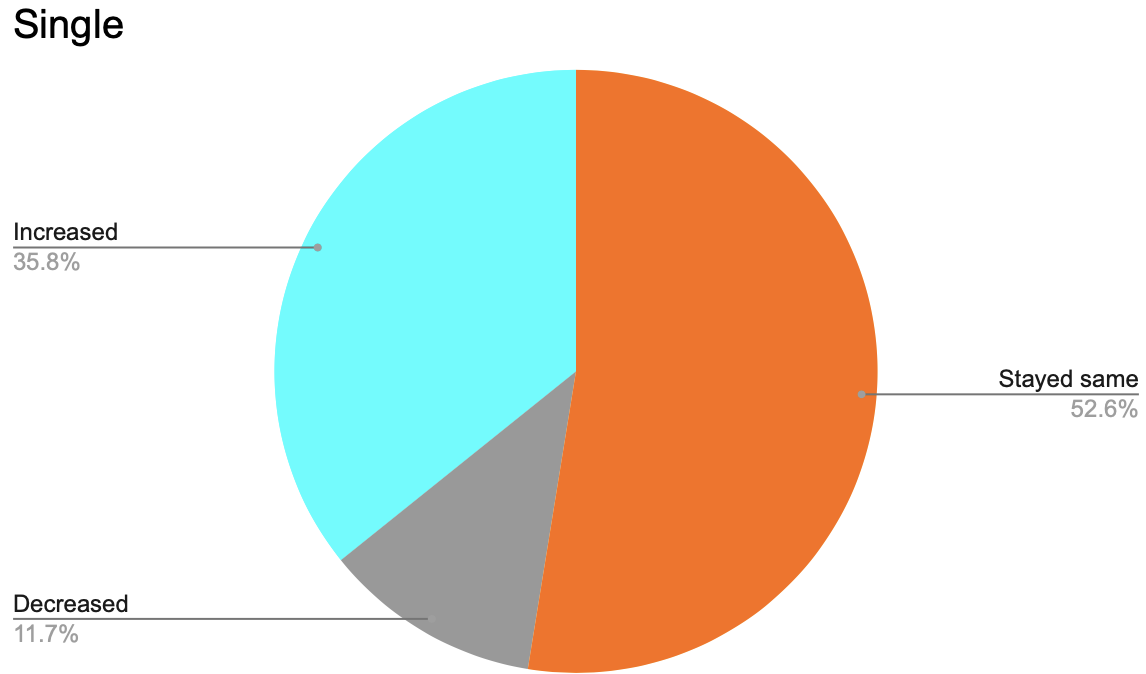 Single
Increased
35.8%
Stayed same
52.6%
Decreased
11.7%